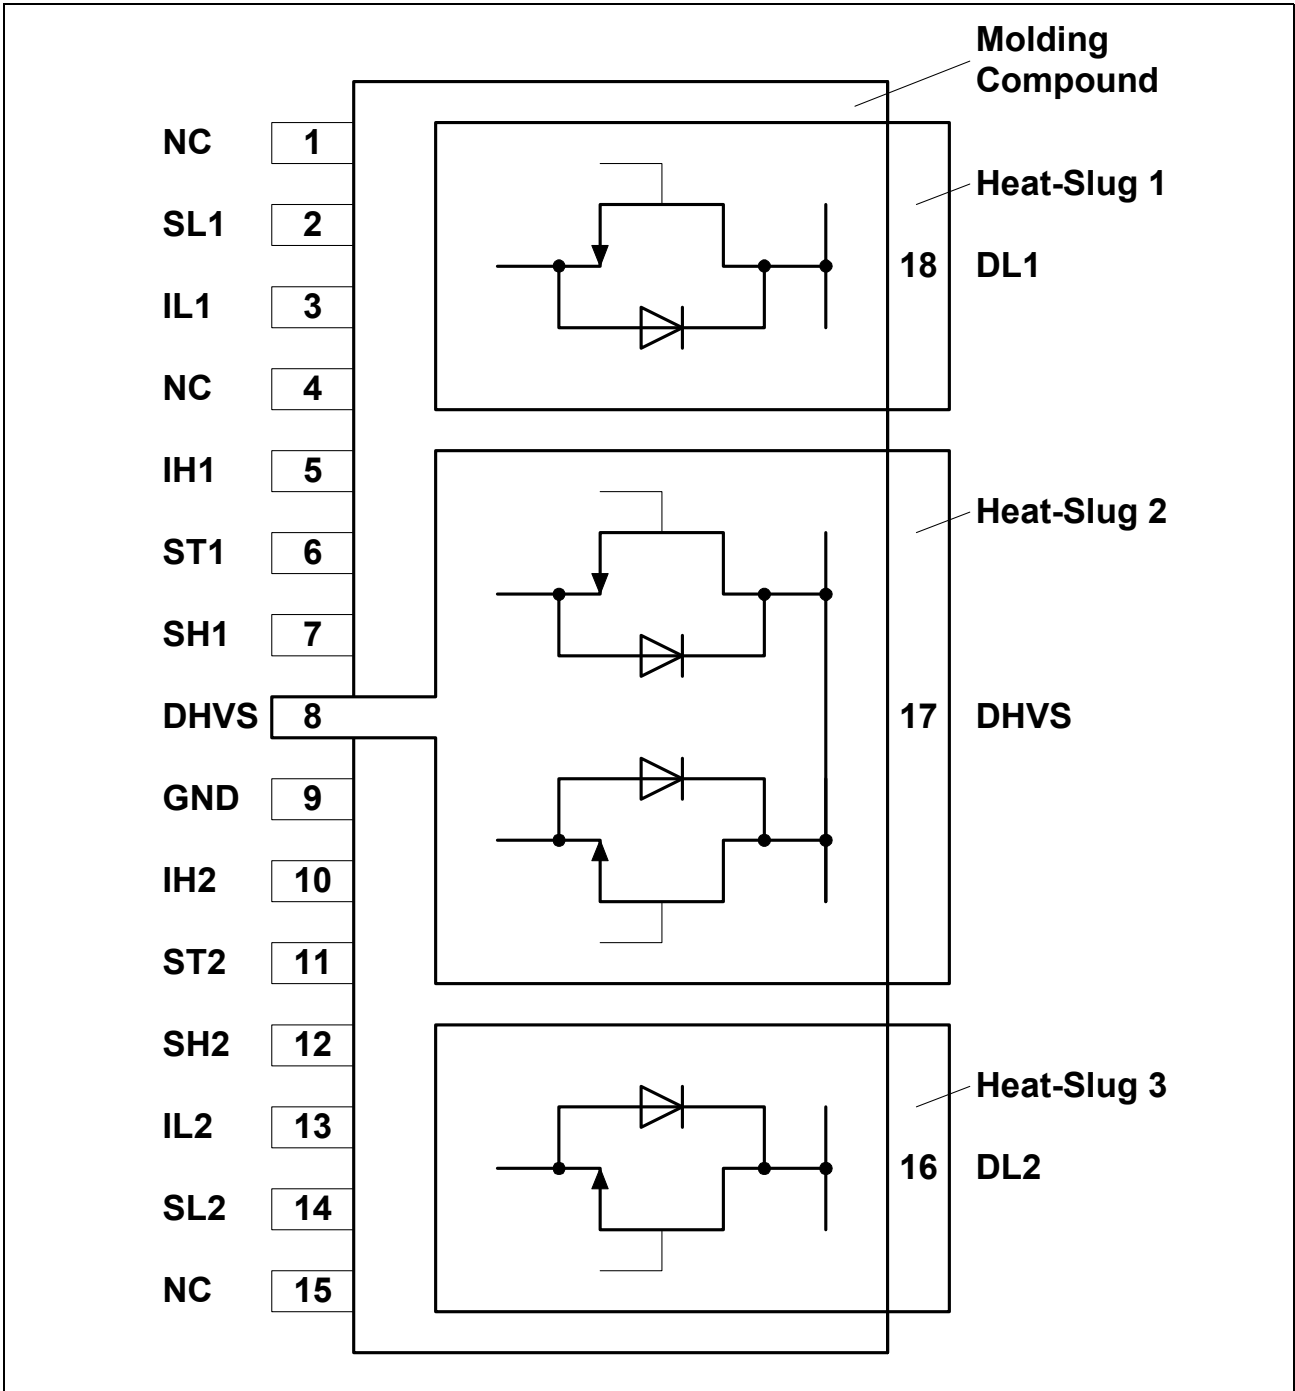 Molding
Compound
NC 1
SL1 2
IL1 3
NC 4
IH1 5
ST1 6
SH1 7
DHVS 8
GND 9
IH2 10
ST2 11
SH2 12
IL2 13
SL2 14
NC 15
Heat-Slug 1
18 DL1
Heat-Slug 2
17 DHVS
Heat-Slug 3
16 DL2